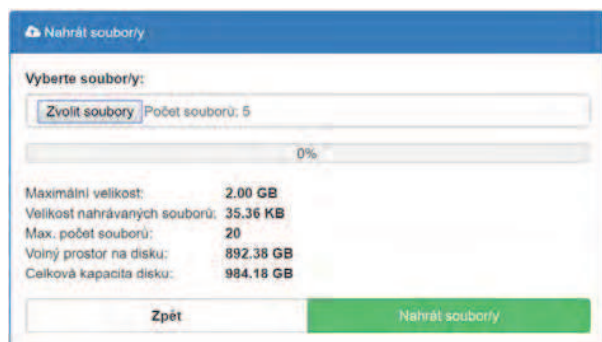 Nahrát soubor/y
Vyberte soubor/y:
Zvolit soubory Počet souborů: 5
0%
Maximální velikost: 2.00 GB
Velikost nahrávaných souborů: 35.36 KB
Max. počet souborů: 20
Volný prostor na disku: 892.38 GB
Celková kapacita disku: 984.18 GB
Zpět Nahrát soubor/y